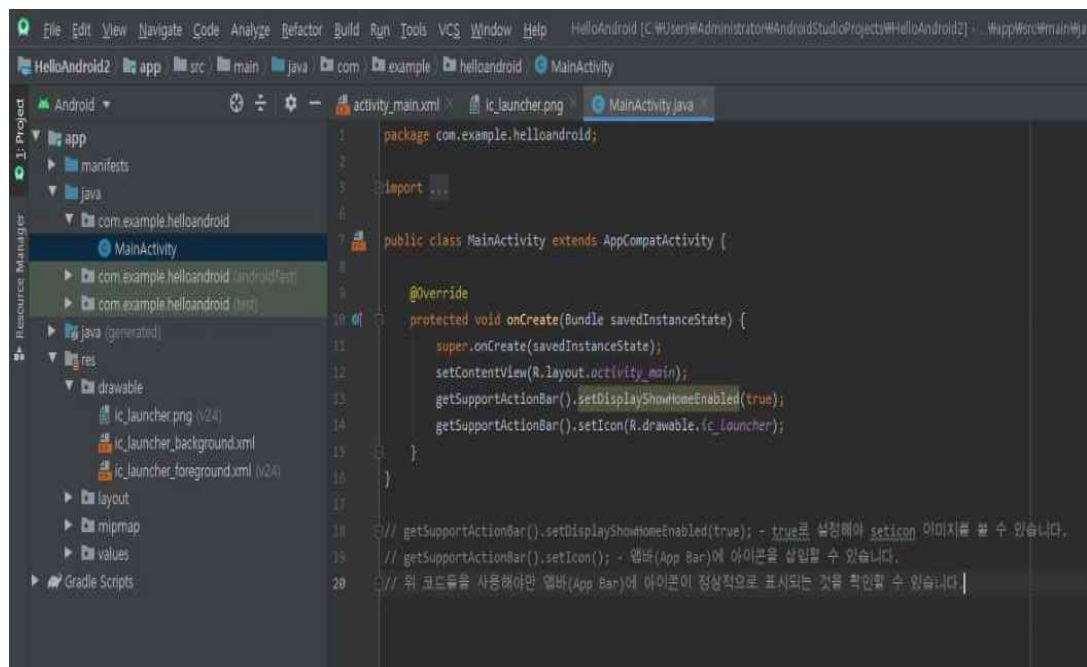 File Edit View Navigate Code Analyze Refactor Build Run Tools VCS Window Help HelloAndroid [C:₩Users₩Administrator₩AndroidStudioProjects₩HelloAndroid2] - ...₩app₩src₩main₩ja
HelloAndroid2 app src main java com example helloandroid MainActivity
1: Project
Resource Manager
Android
app
manifests
java
com.example.helloandroid
MainActivity
com.example.helloandroid (androidTest)
com.example.helloandroid (test)
java (generated)
res
drawable
ic_launcher.png (v24)
ic_launcher_background.xml
ic_launcher_foreground.xml (v24)
layout
mipmap
values
Gradle Scripts
activity_main.xml ic_launcher.png MainActivity.java
1 package com.example.helloandroid;
2
3 import ...
6
7 public class MainActivity extends AppCompatActivity {
8
9 @Override
10 protected void onCreate(Bundle savedInstanceState) {
11 super.onCreate(savedInstanceState);
12 setContentView(R.layout.activity_main);
13 getSupportActionBar().setDisplayShowHomeEnabled(true);
14 getSupportActionBar().setIcon(R.drawable.ic_launcher);
15 }
16 }
17
18 // getSupportActionBar().setDisplayShowHomeEnabled(true); - true로 설정해야 seticon 이미지를 볼 수 있습니다.
19 // getSupportActionBar().setIcon(); - 앱바(App Bar)에 아이콘을 삽입할 수 있습니다.
20 // 위 코드들을 사용해야만 앱바(App Bar)에 아이콘이 정상적으로 표시되는 것을 확인할 수 있습니다.